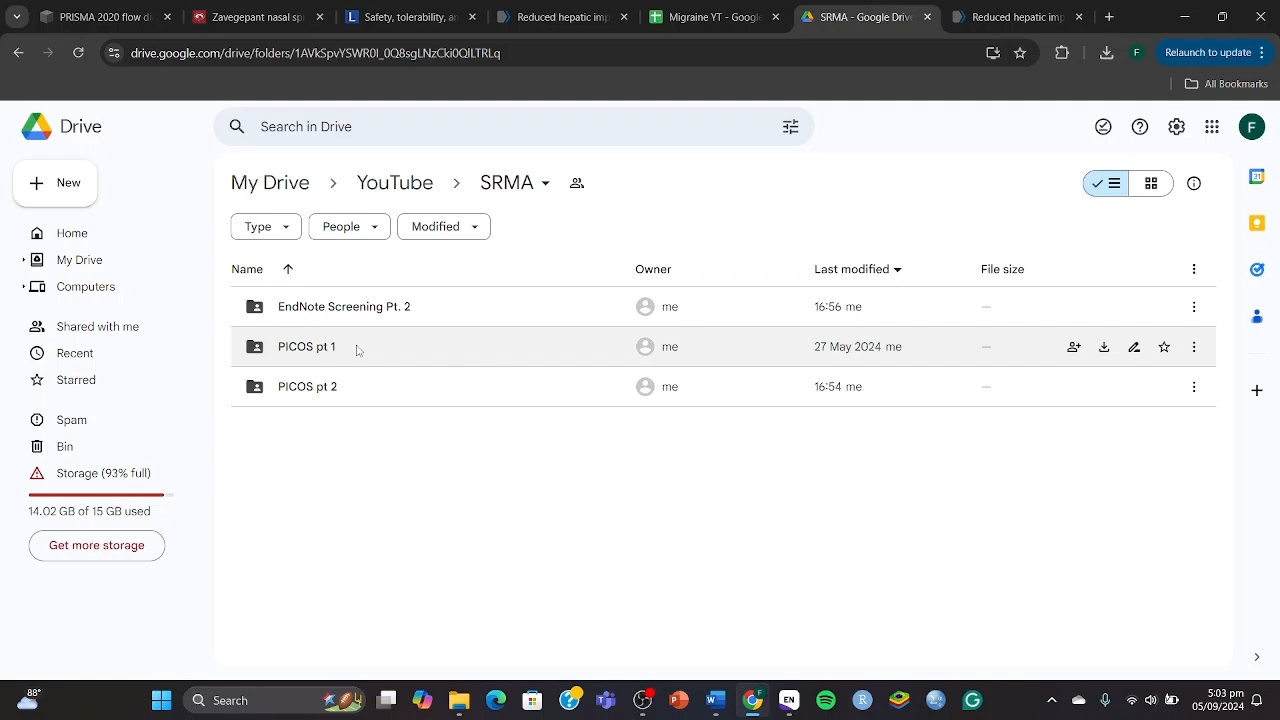 PRISMA 2020 flow di
Zavegepant nasal sp
Safety, tolerability, an
Reduced hepatic imp
Migraine YT - Google
SRMA - Google Drive
Reduced hepatic imp
drive.google.com/drive/folders/1AVkSpvYSWR0l_0Q8sgLNzCki0QlLTRLq
F
Relaunch to update
All Bookmarks
Drive
Search in Drive
F
New
My Drive > YouTube > SRMA
Type
People
Modified
Home
My Drive
Computers
Shared with me
Recent
Starred
Spam
Bin
Storage (93% full)
14.02 GB of 15 GB used
Get more storage
Name Owner Last modified File size
EndNote Screening Pt. 2 me 16:56 me —
PICOS pt 1 me 27 May 2024 me —
PICOS pt 2 me 16:54 me —
31
88°
Search
EN
5:03 pm
05/09/2024